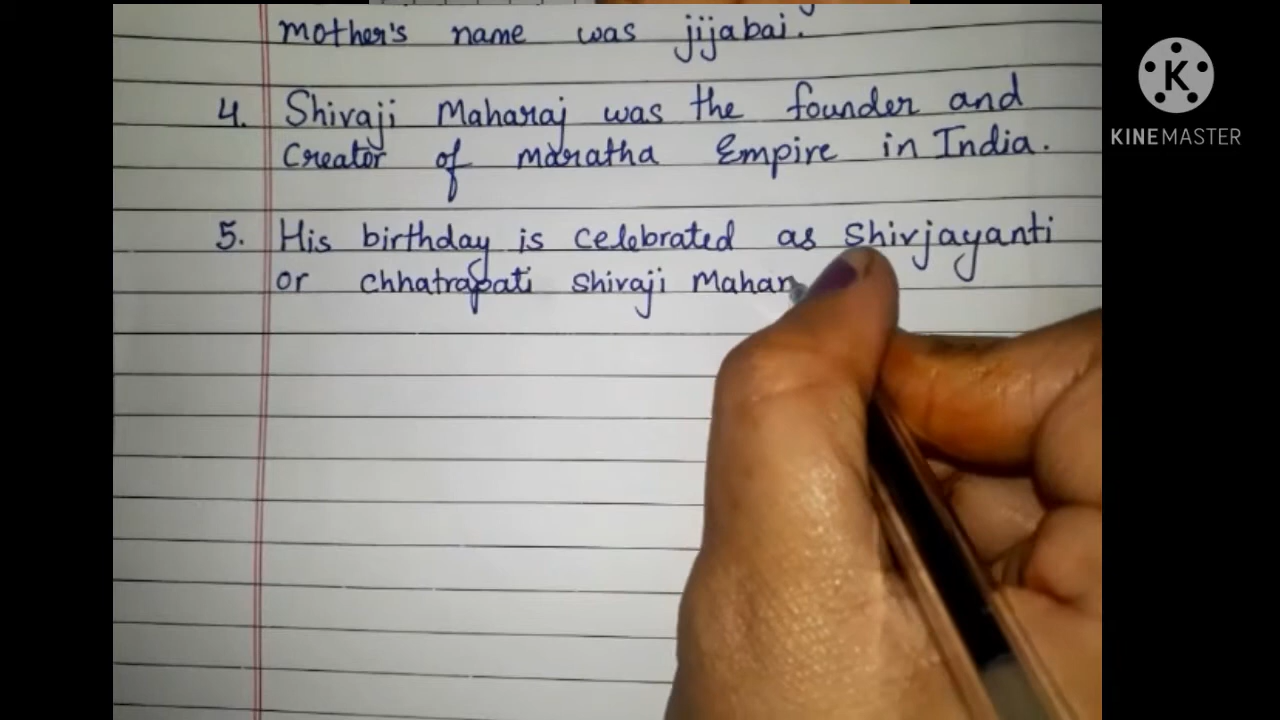 mother's name was jijabai.
4. Shivaji Maharaj was the founder and
Creator of maratha Empire in India.
5. His birthday is celebrated as Shivjayanti
or chhatrapati Shivaji Mahar
KINEMASTER